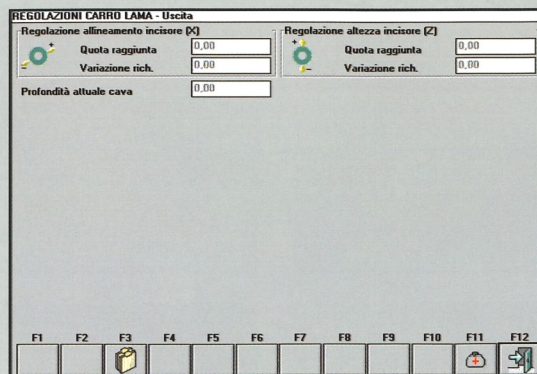 REGOLAZIONI CARRO LAMA - Uscita
Regolazione allineamento incisore (X)
Quota raggiunta 0,00
Variazione rich. 0,00
Regolazione altezza incisore (Z)
Quota raggiunta 0,00
Variazione rich. 0,00
Profondità attuale cava 0,00
F1 F2 F3 F4 F5 F6 F7 F8 F9 F10 F11 F12